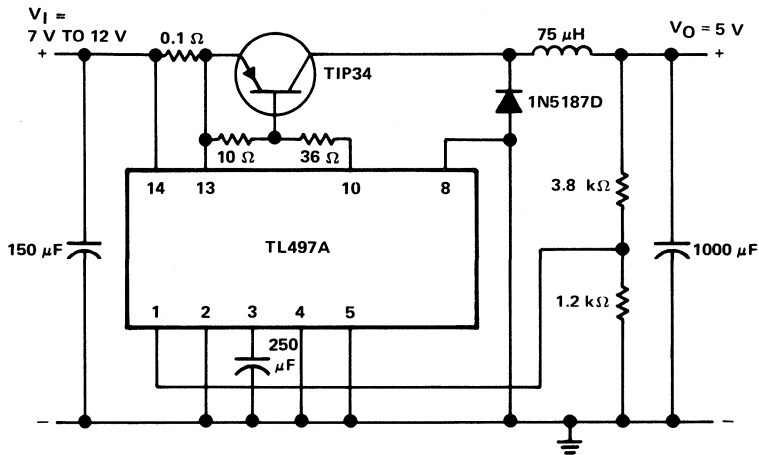 V_I =
7 V TO 12 V
0.1 Ω
TIP34
75 μH
V_O = 5 V
+
+
1N5187D
10 Ω
36 Ω
14
13
10
8
3.8 kΩ
150 μF
TL497A
1000 μF
1.2 kΩ
1
2
3
4
5
250
μF
−
−